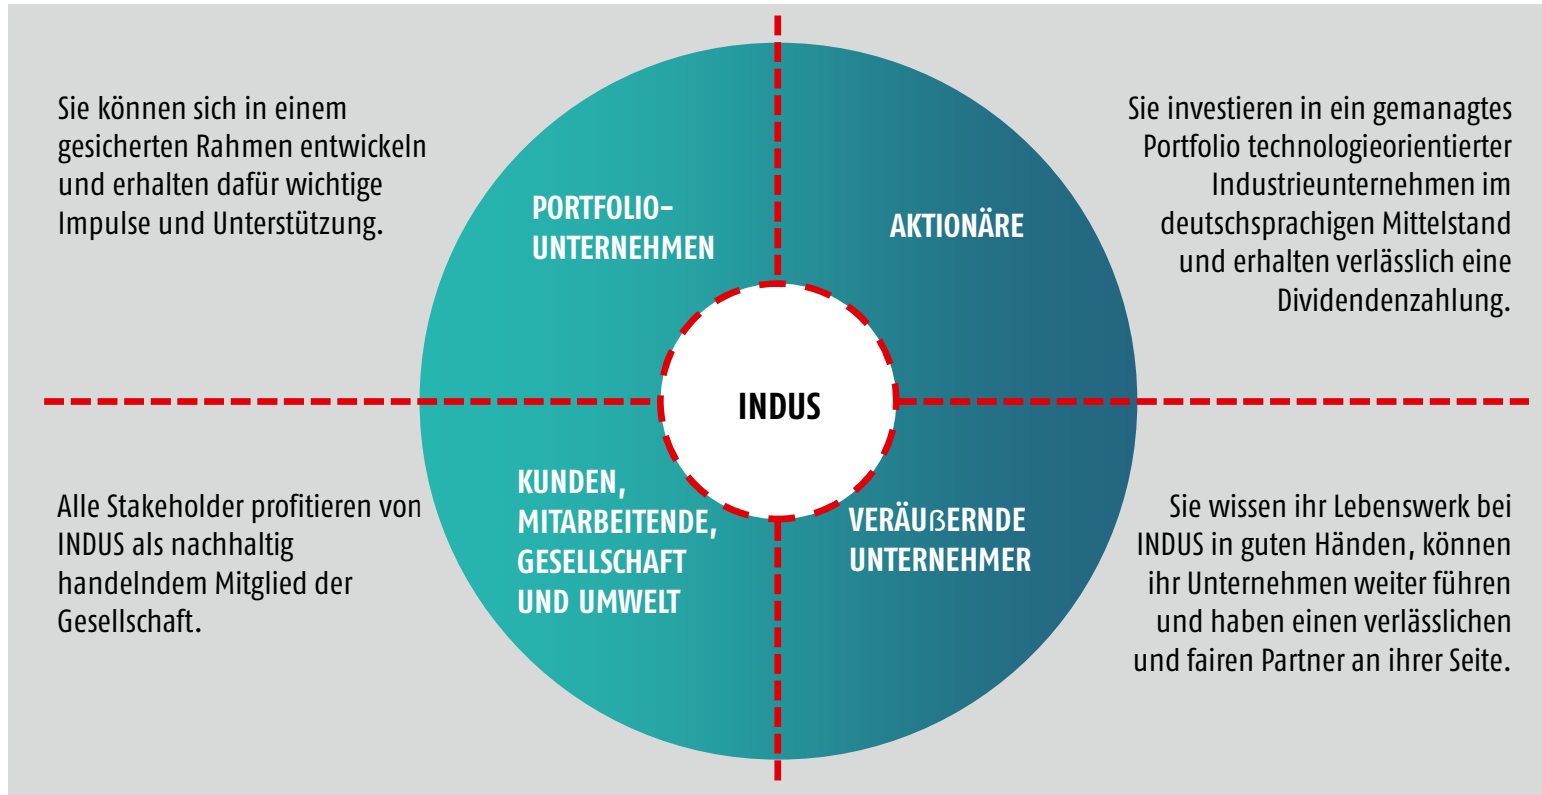 Sie können sich in einem
gesicherten Rahmen entwickeln
und erhalten dafür wichtige
Impulse und Unterstützung.
PORTFOLIO-
UNTERNEHMEN
AKTIONÄRE
Sie investieren in ein gemanagtes
Portfolio technologieorientierter
Industrieunternehmen im
deutschsprachigen Mittelstand
und erhalten verlässlich eine
Dividendenzahlung.
INDUS
Alle Stakeholder profitieren von
INDUS als nachhaltig
handelndem Mitglied der
Gesellschaft.
KUNDEN,
MITARBEITENDE,
GESELLSCHAFT
UND UMWELT
VERÄUßERNDE
UNTERNEHMER
Sie wissen ihr Lebenswerk bei
INDUS in guten Händen, können
ihr Unternehmen weiter führen
und haben einen verlässlichen
und fairen Partner an ihrer Seite.